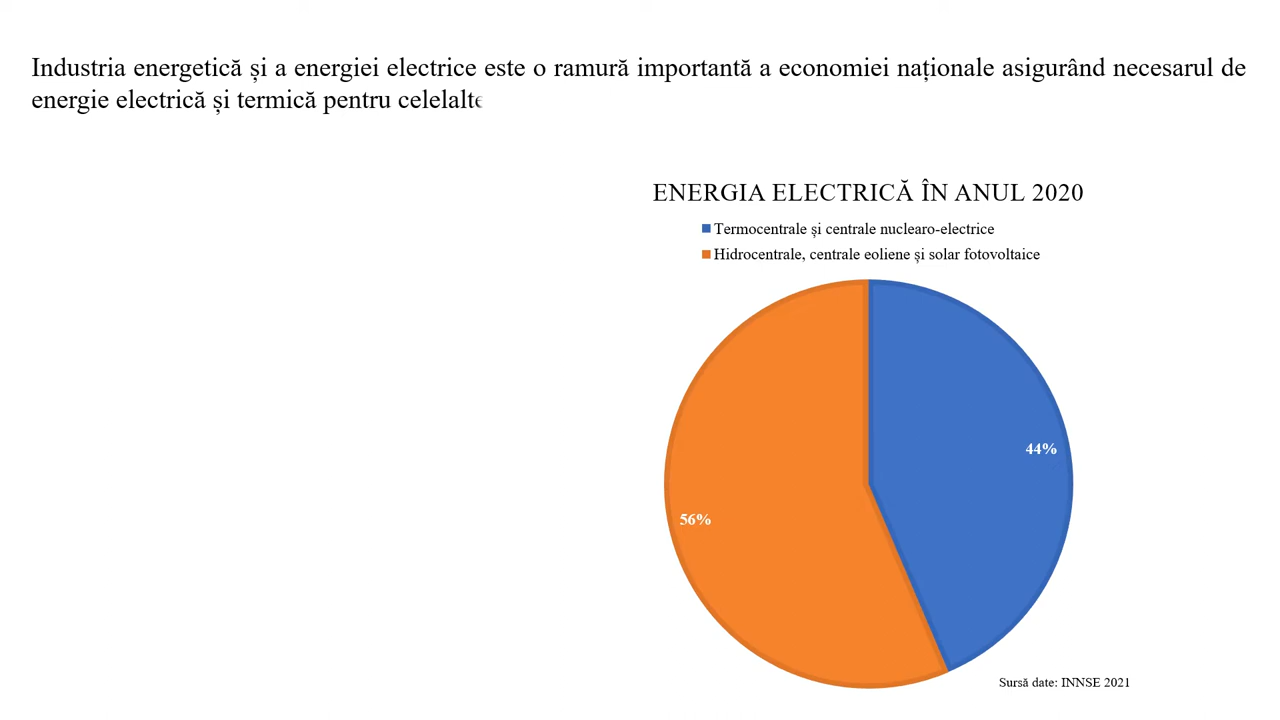 Industria energetică și a energiei electrice este o ramură importantă a economiei naționale asigurând necesarul de
energie electrică și termică pentru celelalte
ENERGIA ELECTRICĂ ÎN ANUL 2020
Termocentrale și centrale nuclearo-electrice
Hidrocentrale, centrale eoliene și solar fotovoltaice
44%
56%
Sursă date: INNSE 2021